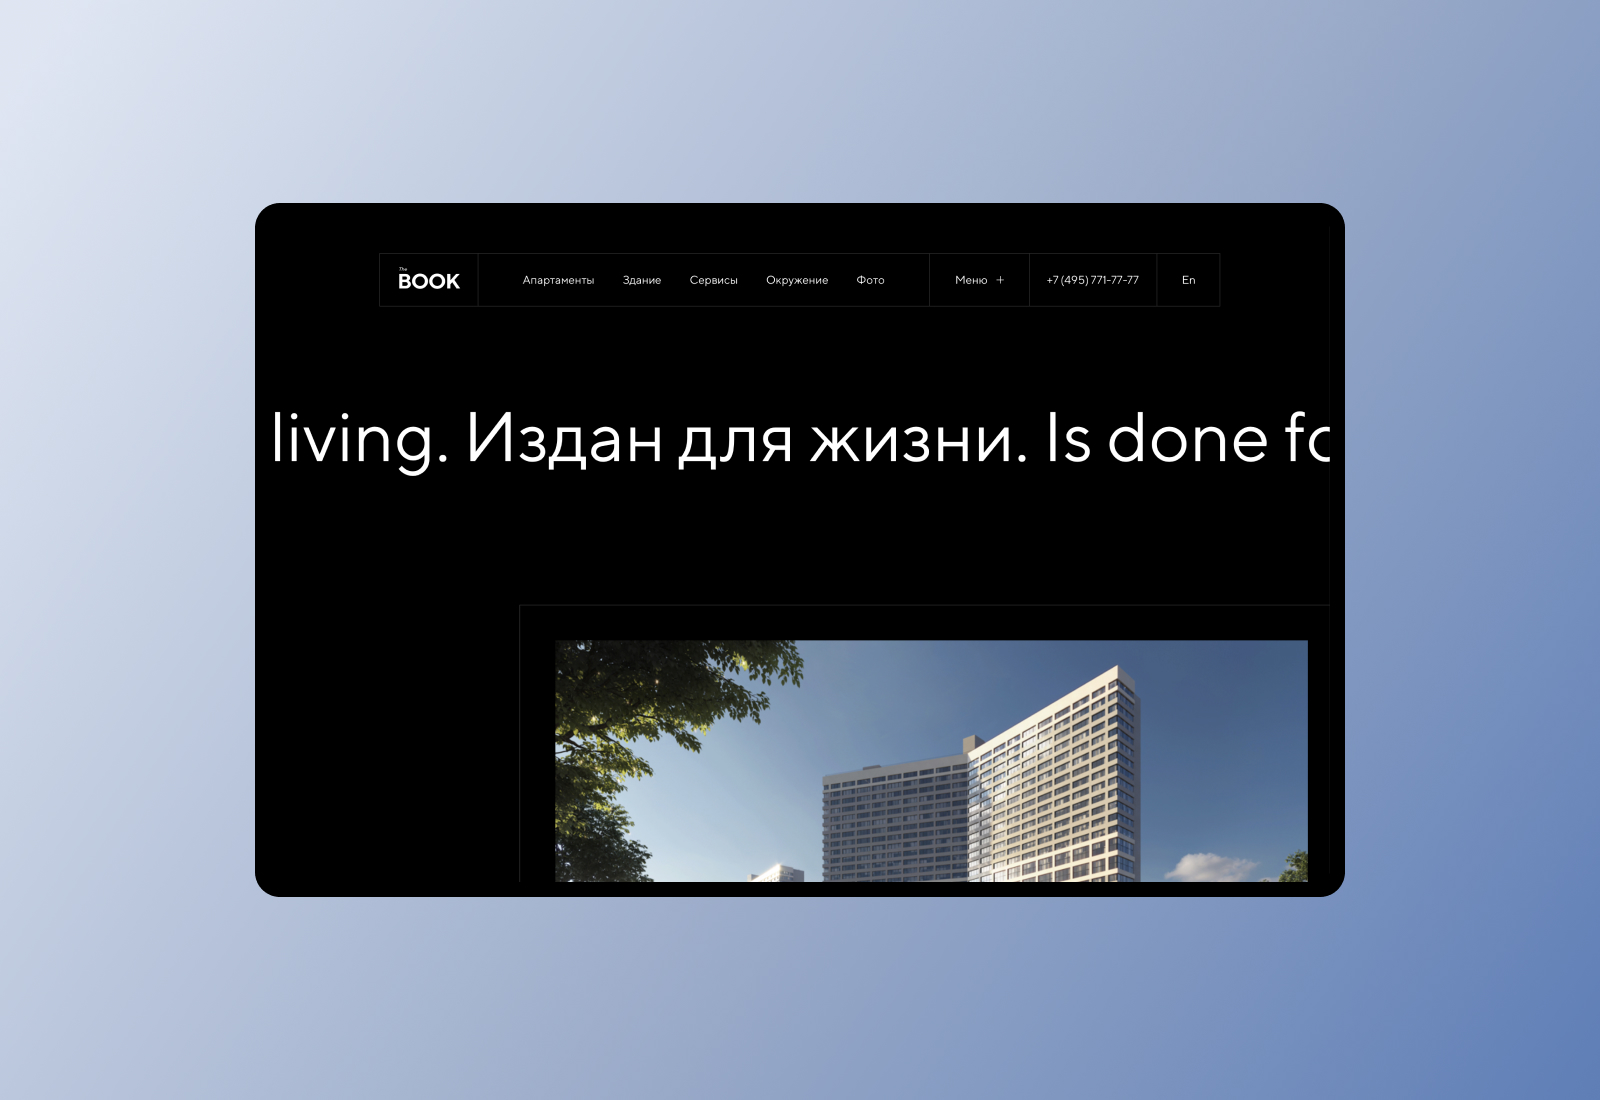 The
BOOK
Апартаменты Здание Сервисы Окружение Фото Меню + +7 (495) 771-77-77 En
living. Издан для жизни. Is done fo